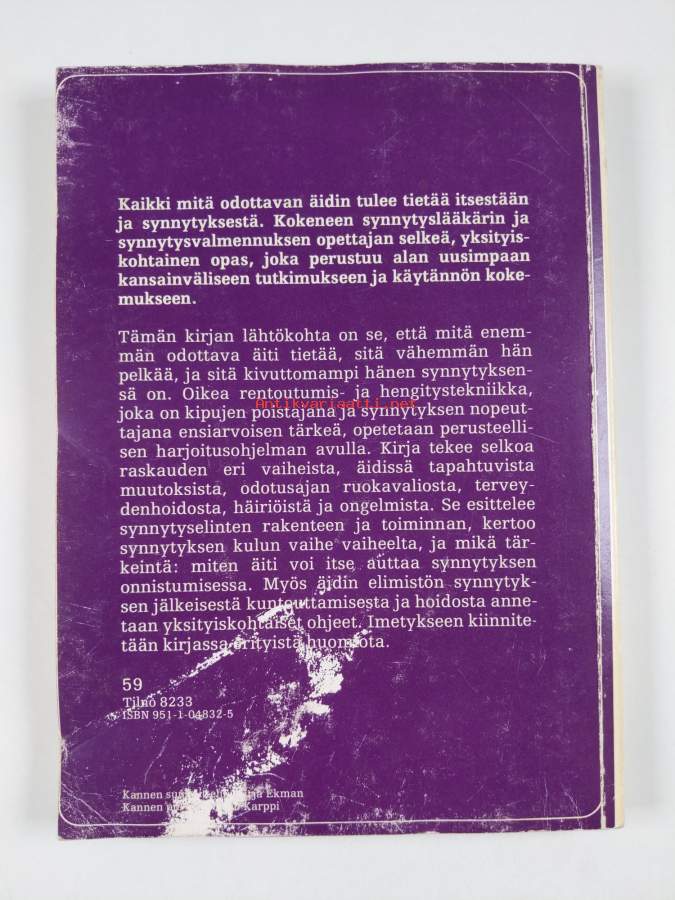 Kaikki mitä odottavan äidin tulee tietää itsestään
ja synnytyksestä. Kokeneen synnytyslääkärin ja
synnytysvalmennuksen opettajan selkeä, yksityis-
kohtainen opas, joka perustuu alan uusimpaan
kansainväliseen tutkimukseen ja käytännön koke-
mukseen.
Tämän kirjan lähtökohta on se, että mitä enem-
män odottava äiti tietää, sitä vähemmän hän
pelkää, ja sitä kivuttomampi hänen synnytyksen-
sä on. Oikea rentoutumis- ja hengitystekniikka,
Antikvariaatti.net
joka on kipujen poistajana ja synnytyksen nopeut-
tajana ensiarvoisen tärkeä, opetetaan perusteelli-
sen harjoitusohjelman avulla. Kirja tekee selkoa
raskauden eri vaiheista, äidissä tapahtuvista
muutoksista, odotusajan ruokavaliosta, tervey-
denhoidosta, häiriöistä ja ongelmista. Se esittelee
synnytyselinten rakenteen ja toiminnan, kertoo
synnytyksen kulun vaihe vaiheelta, ja mikä tär-
keintä: miten äiti voi itse auttaa synnytyksen
onnistumisessa. Myös äidin elimistön synnytyk-
sen jälkeisestä kuntouttamisesta ja hoidosta anne-
taan yksityiskohtaiset ohjeet. Imetykseen kiinnite-
tään kirjassa erityistä huomiota.
59
Tilno 8233
ISBN 951-1-04832-5
Kannen Ekman
Kannen Karppi